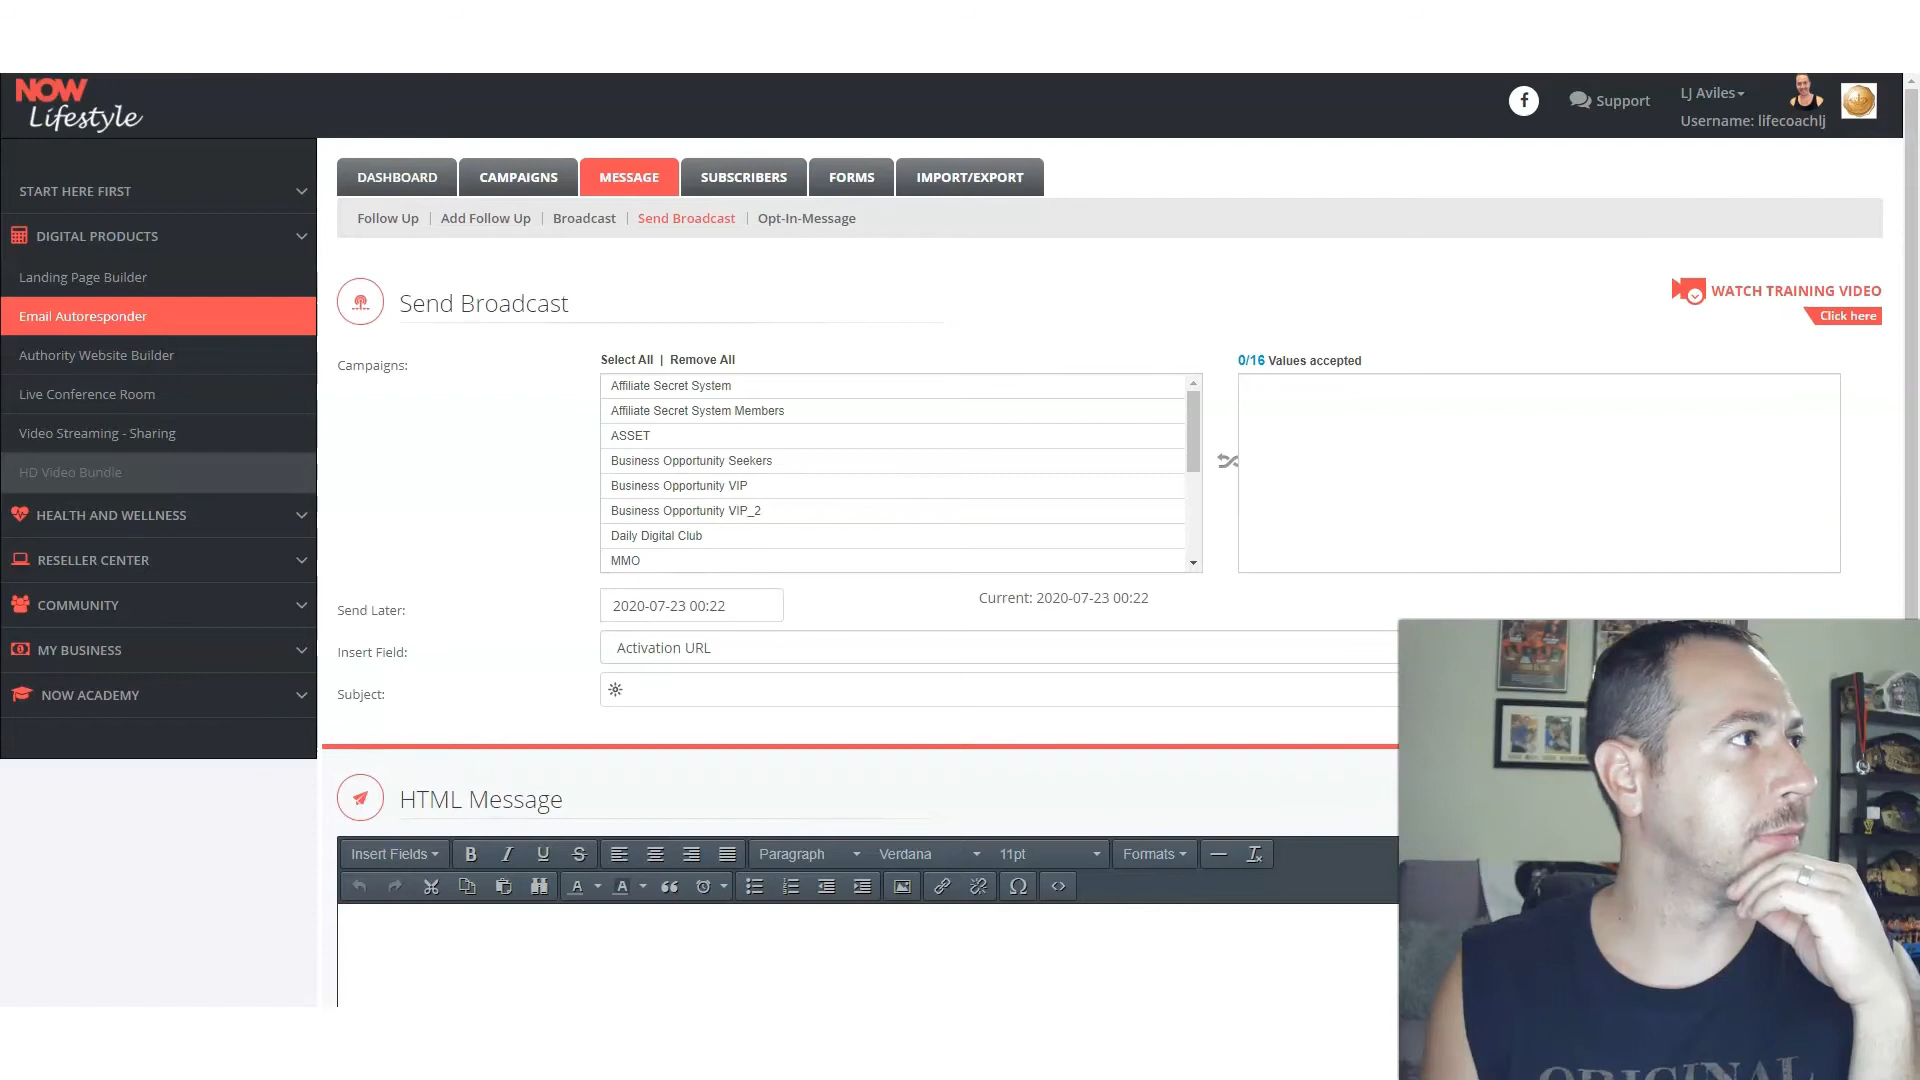 NOW
Lifestyle
Support
LJ Aviles
Username: lifecoachlj
START HERE FIRST
DIGITAL PRODUCTS
Landing Page Builder
Email Autoresponder
Authority Website Builder
Live Conference Room
Video Streaming - Sharing
HD Video Bundle
HEALTH AND WELLNESS
RESELLER CENTER
COMMUNITY
MY BUSINESS
NOW ACADEMY
DASHBOARD CAMPAIGNS MESSAGE SUBSCRIBERS FORMS IMPORT/EXPORT
Follow Up | Add Follow Up | Broadcast | Send Broadcast | Opt-In-Message
Send Broadcast
WATCH TRAINING VIDEO
Click here
Campaigns:
Select All | Remove All
0/16 Values accepted
Affiliate Secret System
Affiliate Secret System Members
ASSET
Business Opportunity Seekers
Business Opportunity VIP
Business Opportunity VIP_2
Daily Digital Club
MMO
Send Later: 2020-07-23 00:22 Current: 2020-07-23 00:22
Insert Field: Activation URL
Subject:
HTML Message
Insert Fields B I U S Paragraph Verdana 11pt Formats
A A
ORIGINAL